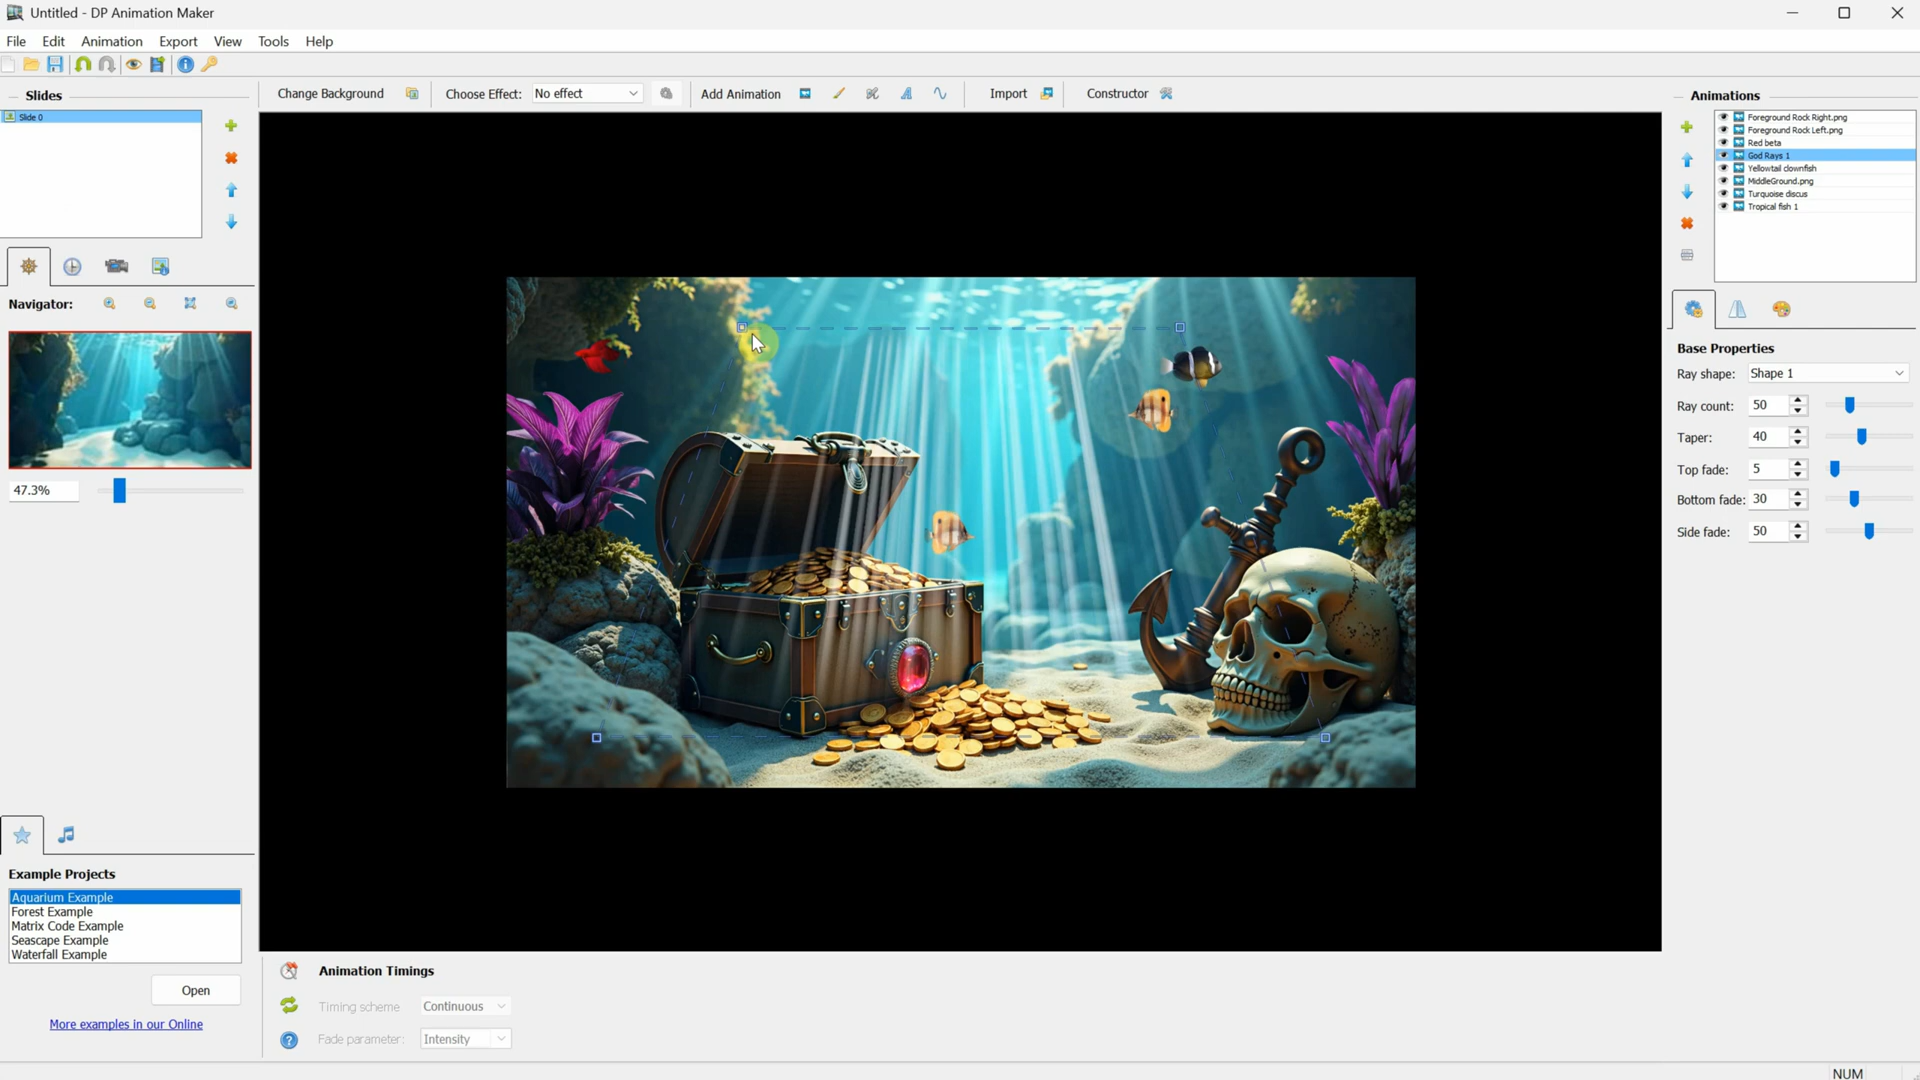 Untitled - DP Animation Maker
File Edit Animation Export View Tools Help
Slides
Slide 0
Change Background
Choose Effect: No effect
Add Animation
Import
Constructor
Animations
Foreground Rock Right.png
Foreground Rock Left.png
Red beta
God Rays 1
Yellowtail clownfish
MiddleGround.png
Turquoise discus
Tropical fish 1
Navigator:
47.3%
Base Properties
Ray shape: Shape 1
Ray count: 50
Taper: 40
Top fade: 5
Bottom fade: 30
Side fade: 50
Example Projects
Aquarium Example
Forest Example
Matrix Code Example
Seascape Example
Waterfall Example
Open
More examples in our Online
Animation Timings
Timing scheme Continuous
Fade parameter: Intensity
NUM